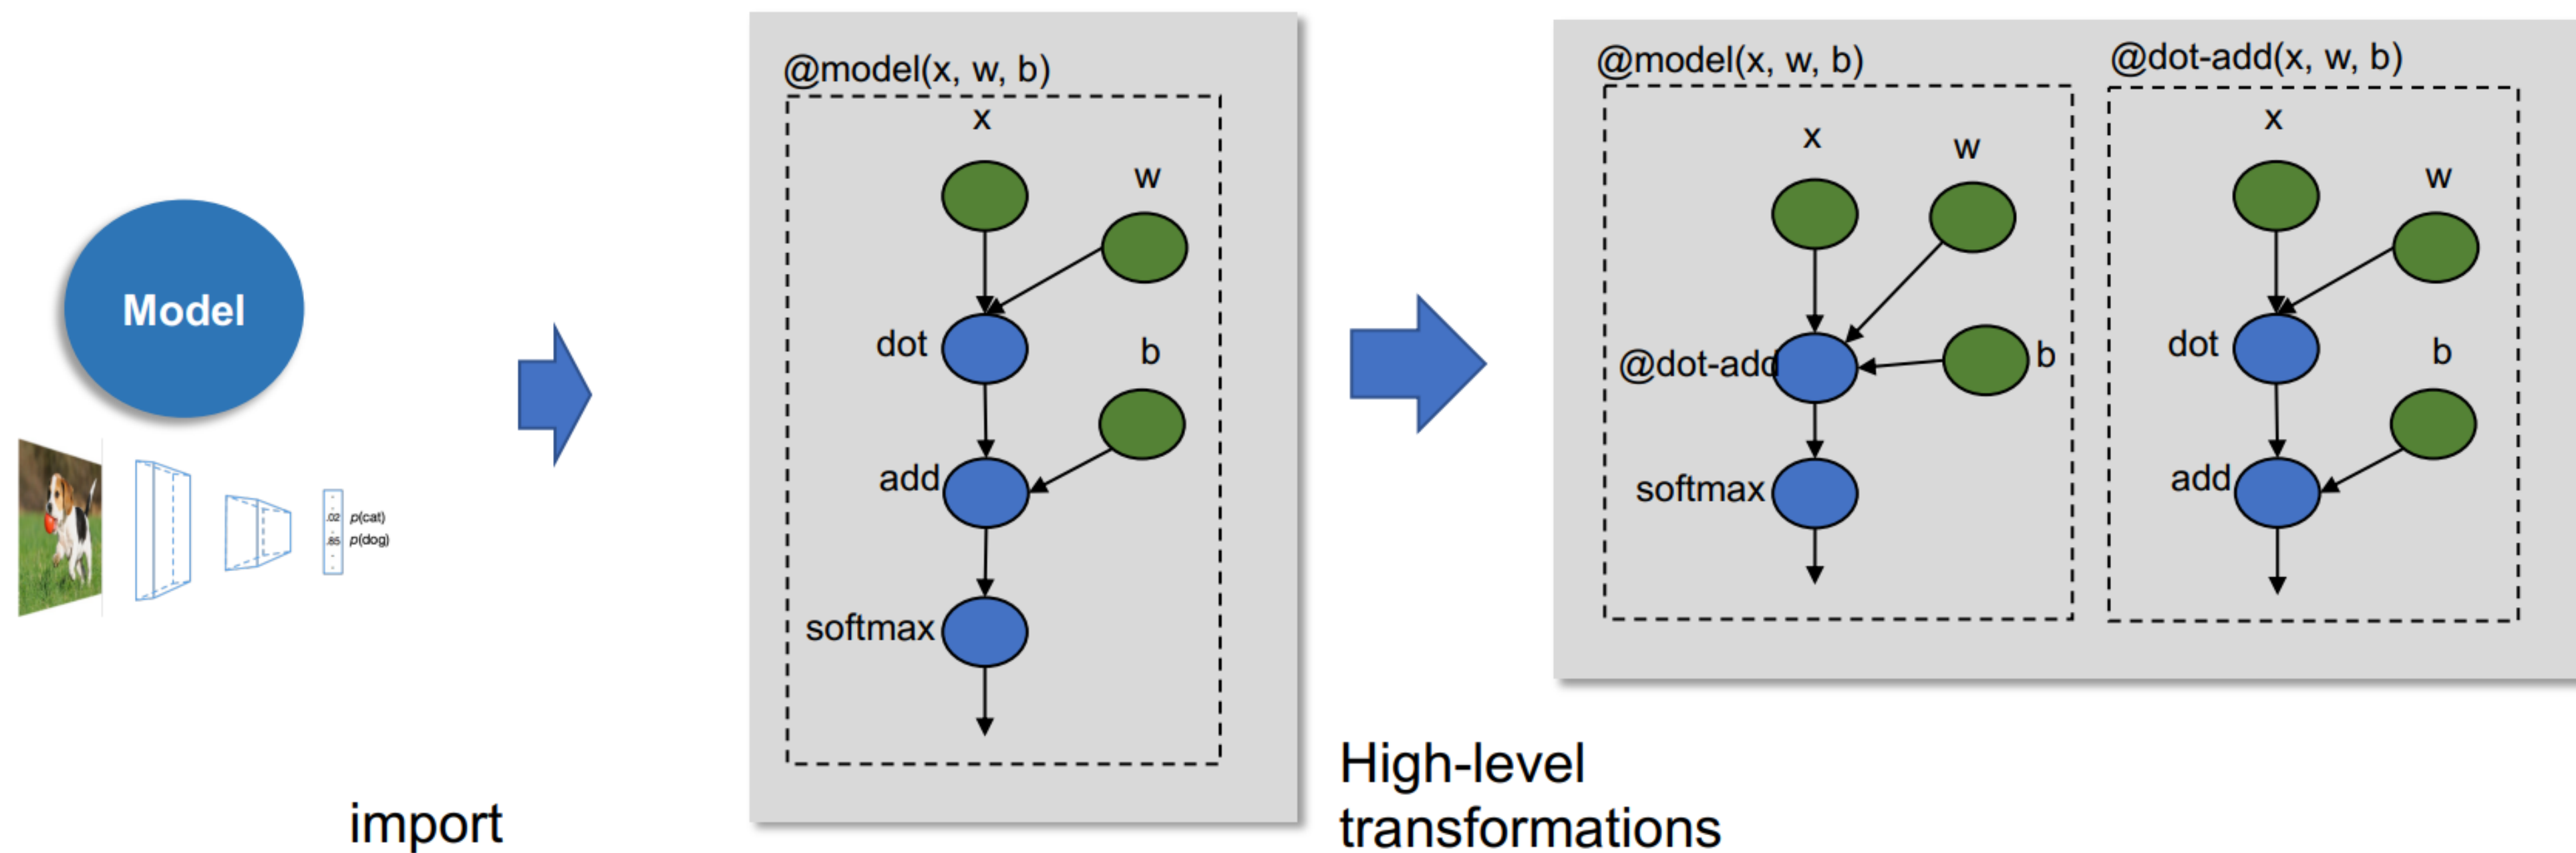 Model
.02 p(cat)
.85 p(dog)
import
@model(x, w, b)
x
w
dot
b
add
softmax
High-level
transformations
@model(x, w, b)
x
w
@dot-add
b
softmax
@dot-add(x, w, b)
x
w
dot
b
add